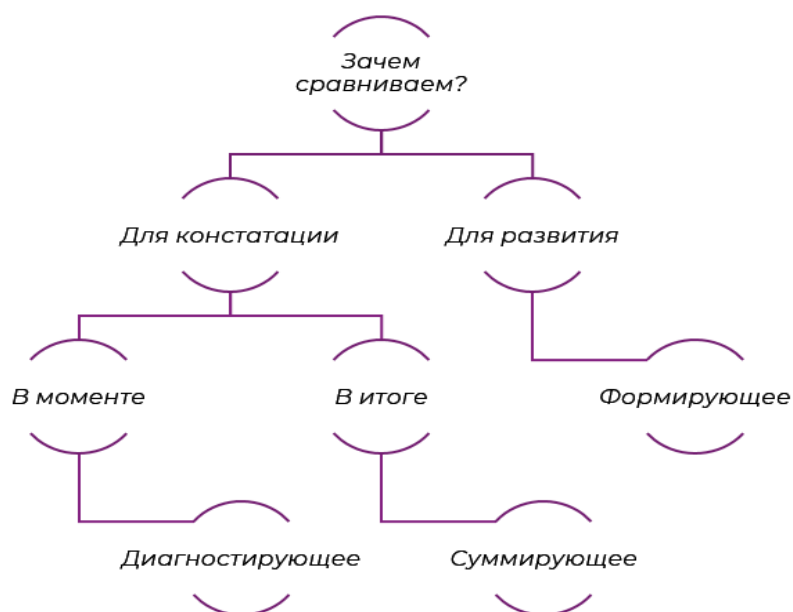 Зачем
сравниваем?
Для констатации
Для развития
В моменте
В итоге
Формирующее
Диагностирующее
Суммирующее